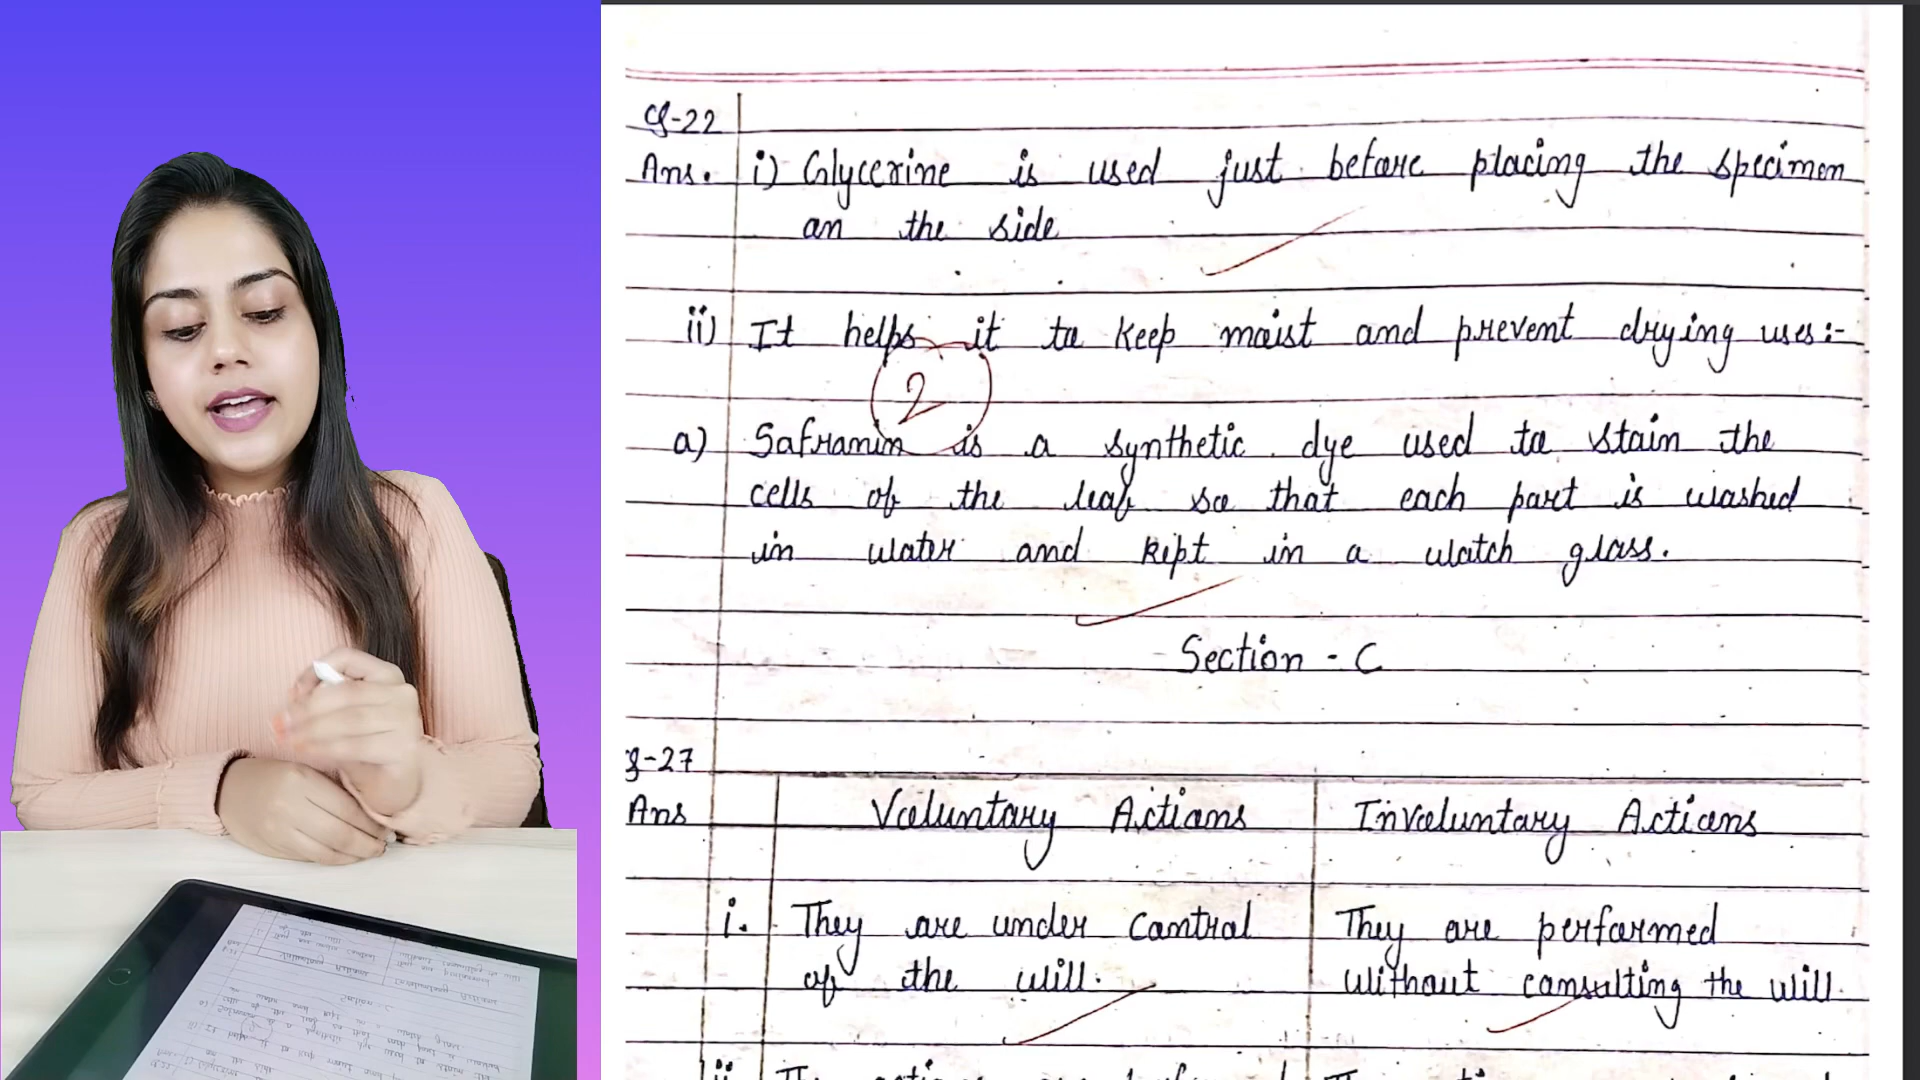 Q-22
Ans. i) Glycerine is used just before placing the specimen
on the side
ii) It helps it to keep moist and prevent drying uses:-
2
a) Safranin is a synthetic dye used to stain the
cells of the leaf so that each part is washed
in water and kept in a watch glass.
Section - C
Q-27
Ans Voluntary Actions Involuntary Actions
i. They are under control They are performed
of the will. without consulting the will.
ii